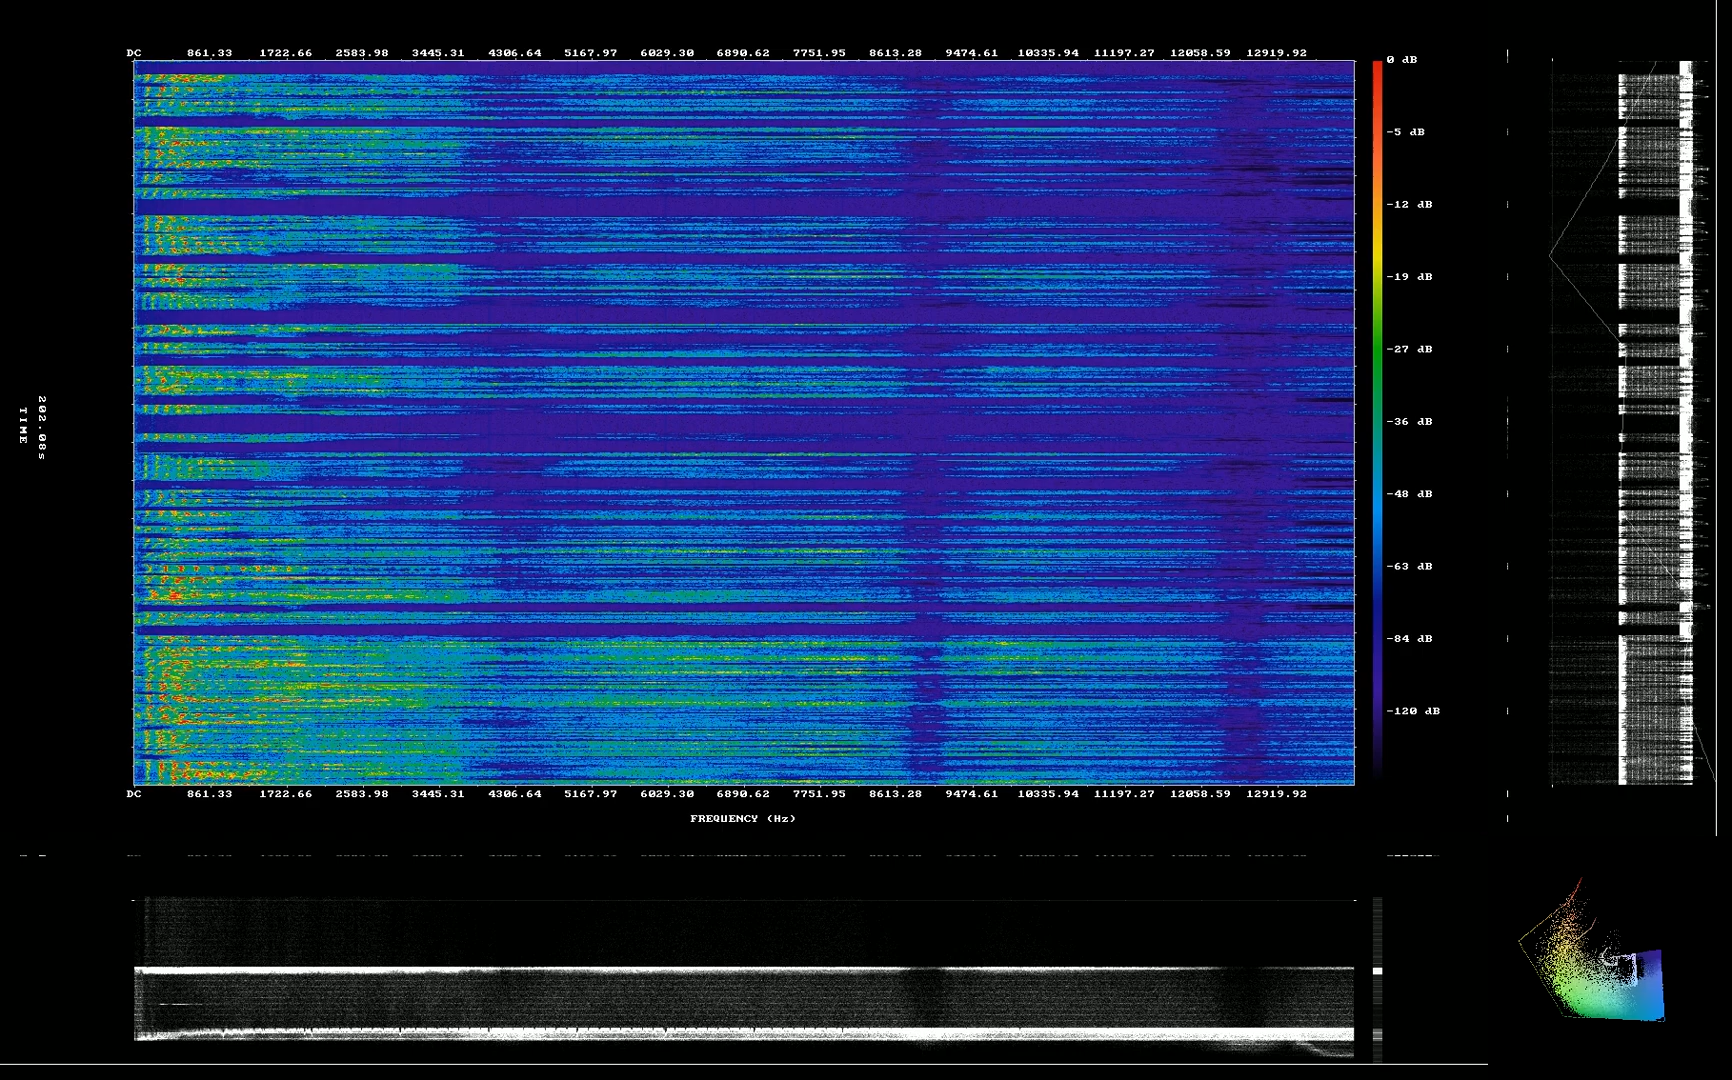 DC 861.33 1722.66 2583.98 3445.31 4306.64 5167.97 6029.30 6890.62 7751.95 8613.28 9474.61 10335.94 11197.27 12058.59 12919.92
0 dB
-5 dB
-12 dB
-19 dB
-27 dB
-36 dB
-48 dB
-63 dB
-84 dB
-120 dB
TIME
202.08s
DC 861.33 1722.66 2583.98 3445.31 4306.64 5167.97 6029.30 6890.62 7751.95 8613.28 9474.61 10335.94 11197.27 12058.59 12919.92
FREQUENCY (Hz)